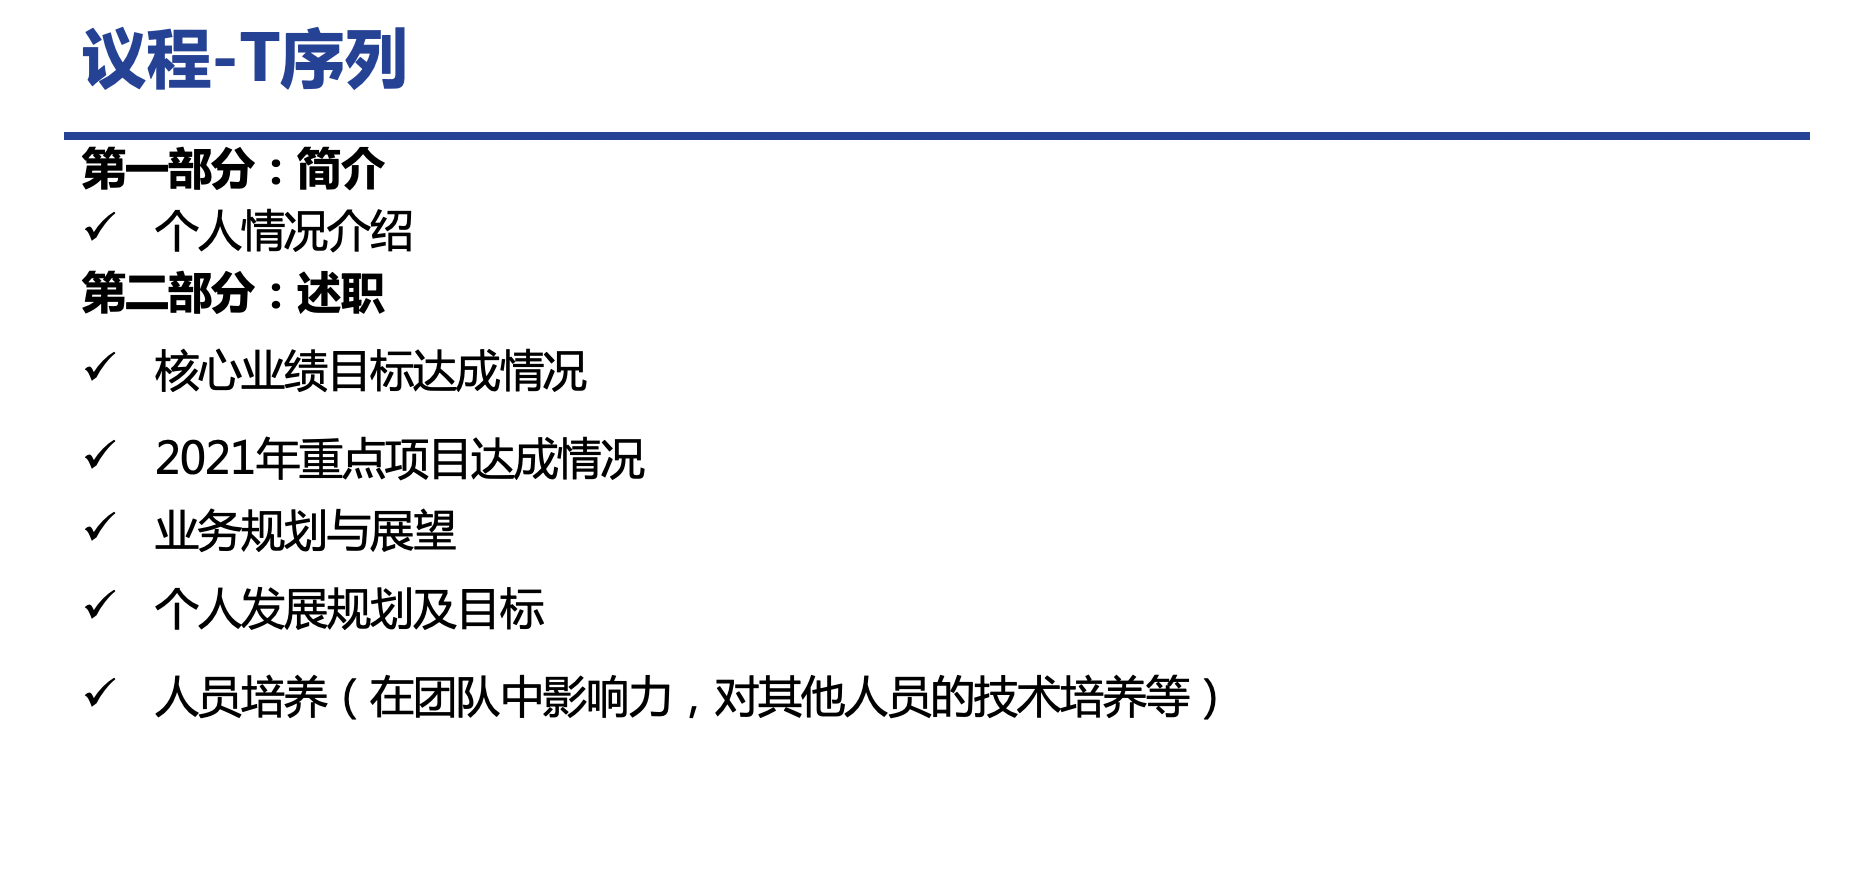 议程-T序列
第一部分：简介
✓ 个人情况介绍
第二部分：述职
✓ 核心业绩目标达成情况
✓ 2021年重点项目达成情况
✓ 业务规划与展望
✓ 个人发展规划及目标
✓ 人员培养（在团队中影响力，对其他人员的技术培养等）